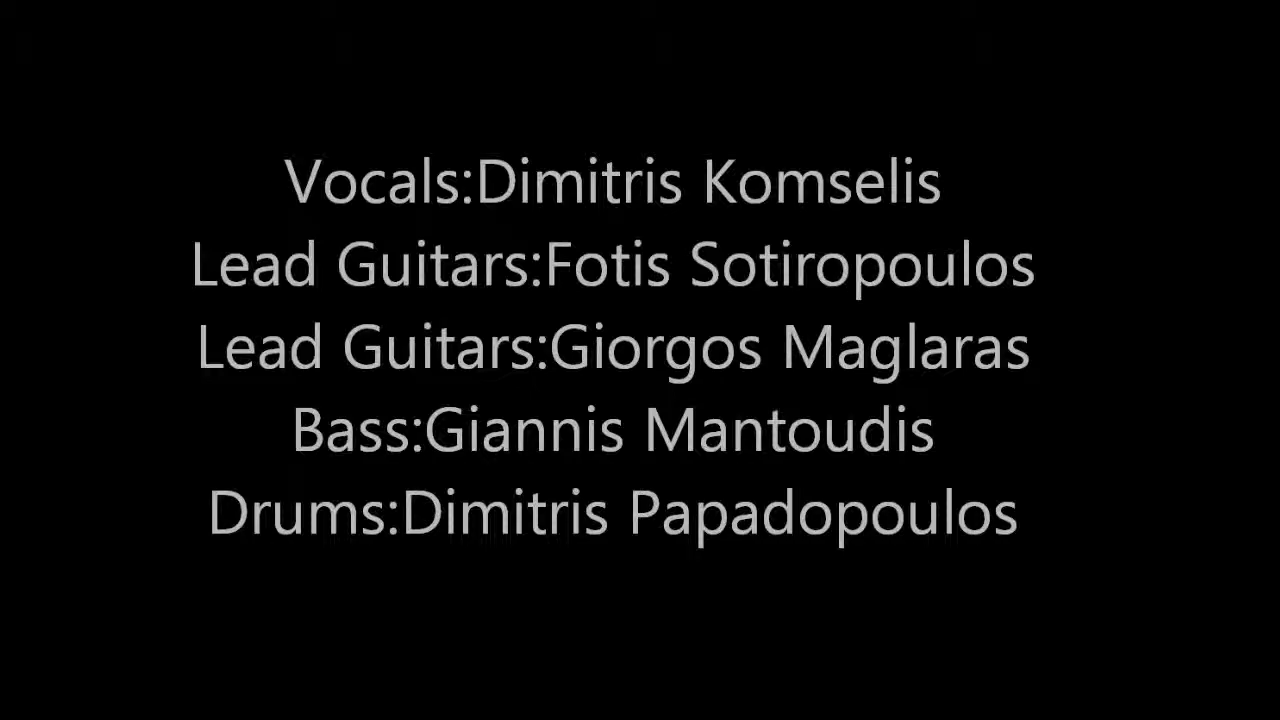 Vocals:Dimitris Komselis
Lead Guitars:Fotis Sotiropoulos
Lead Guitars:Giorgos Maglaras
Bass:Giannis Mantoudis
Drums:Dimitris Papadopoulos